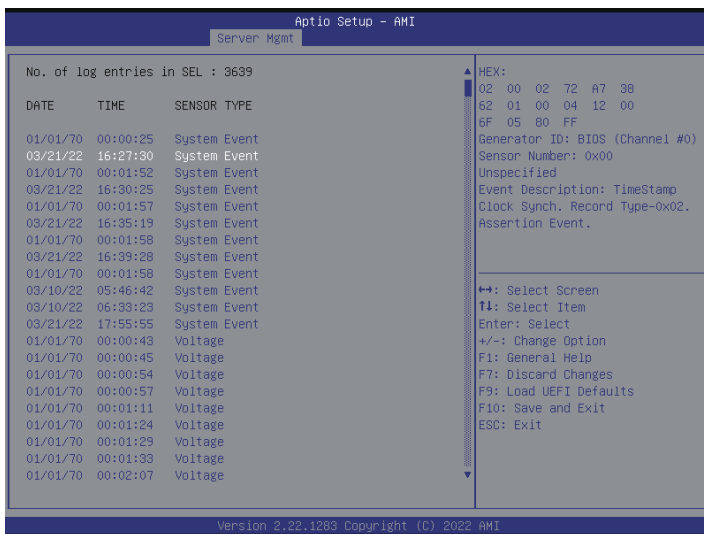 Aptio Setup - AMI
Server Mgmt
No. of log entries in SEL : 3639
DATE TIME SENSOR TYPE
01/01/70 00:00:25 System Event
03/21/22 16:27:30 System Event
01/01/70 00:01:52 System Event
03/21/22 16:30:25 System Event
01/01/70 00:01:57 System Event
03/21/22 16:35:19 System Event
01/01/70 00:01:58 System Event
03/21/22 16:39:28 System Event
01/01/70 00:01:58 System Event
03/10/22 05:46:42 System Event
03/10/22 06:33:23 System Event
03/21/22 17:55:55 System Event
01/01/70 00:00:43 Voltage
01/01/70 00:00:45 Voltage
01/01/70 00:00:54 Voltage
01/01/70 00:00:57 Voltage
01/01/70 00:01:11 Voltage
01/01/70 00:01:24 Voltage
01/01/70 00:01:29 Voltage
01/01/70 00:01:33 Voltage
01/01/70 00:02:07 Voltage
HEX:
02 00 02 72 A7 38
62 01 00 04 12 00
6F 05 80 FF
Generator ID: BIOS (Channel #0)
Sensor Number: 0x00
Unspecified
Event Description: TimeStamp
Clock Synch. Record Type-0x02.
Assertion Event.
↔: Select Screen
↑↓: Select Item
Enter: Select
+/-: Change Option
F1: General Help
F7: Discard Changes
F9: Load UEFI Defaults
F10: Save and Exit
ESC: Exit
Version 2.22.1283 Copyright (C) 2022 AMI